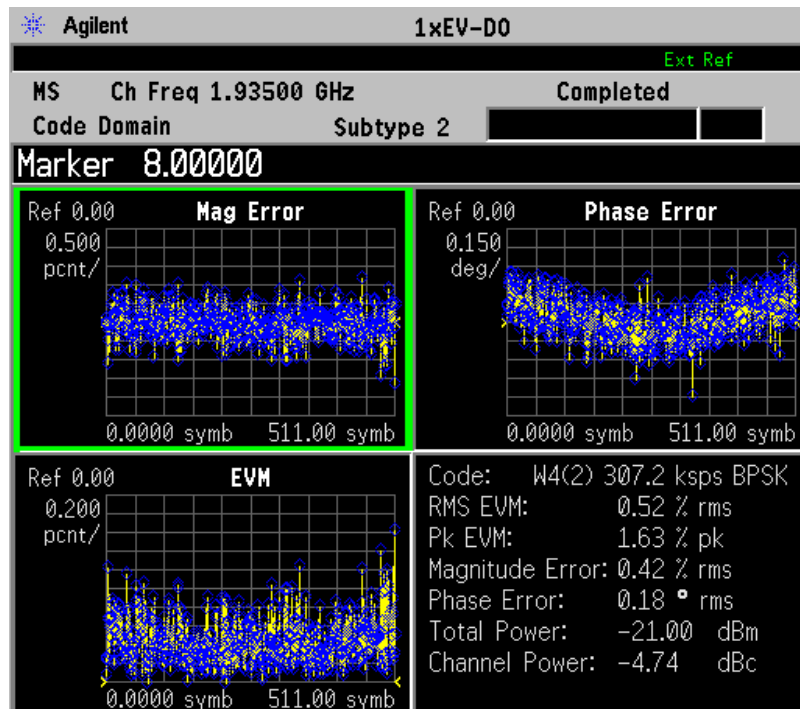 Agilent 1xEV-DO
Ext Ref
MS Ch Freq 1.93500 GHz Completed
Code Domain Subtype 2
Marker 8.00000
Ref 0.00 Mag Error
0.500
pcnt/
0.0000 symb 511.00 symb
Ref 0.00 Phase Error
0.150
deg/
0.0000 symb 511.00 symb
Ref 0.00 EVM
0.200
pcnt/
0.0000 symb 511.00 symb
Code: W4(2) 307.2 ksps BPSK
RMS EVM: 0.52 % rms
Pk EVM: 1.63 % pk
Magnitude Error: 0.42 % rms
Phase Error: 0.18 ° rms
Total Power: -21.00 dBm
Channel Power: -4.74 dBc